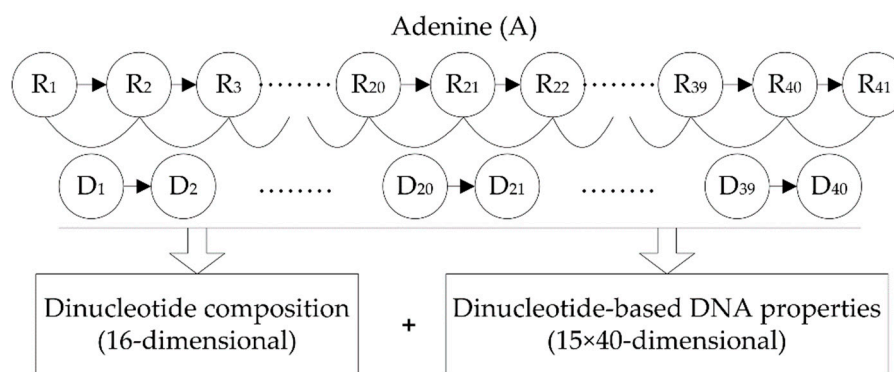 Adenine (A)
R1 R2 R3 ........ R20 R21 R22 ........ R39 R40 R41
D1 D2 ........ D20 D21 ........ D39 D40
Dinucleotide composition
(16-dimensional)
+
Dinucleotide-based DNA properties
(15×40-dimensional)